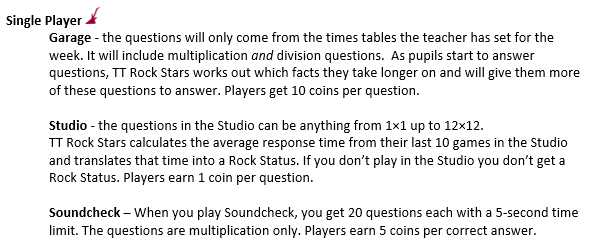 Single Player
Garage - the questions will only come from the times tables the teacher has set for the
week. It will include multiplication and division questions.  As pupils start to answer
questions, TT Rock Stars works out which facts they take longer on and will give them more
of these questions to answer. Players get 10 coins per question.
Studio - the questions in the Studio can be anything from 1×1 up to 12×12.
TT Rock Stars calculates the average response time from their last 10 games in the Studio
and translates that time into a Rock Status. If you don't play in the Studio you don't get a
Rock Status. Players earn 1 coin per question.
Soundcheck – When you play Soundcheck, you get 20 questions each with a 5-second time
limit. The questions are multiplication only. Players earn 5 coins per correct answer.